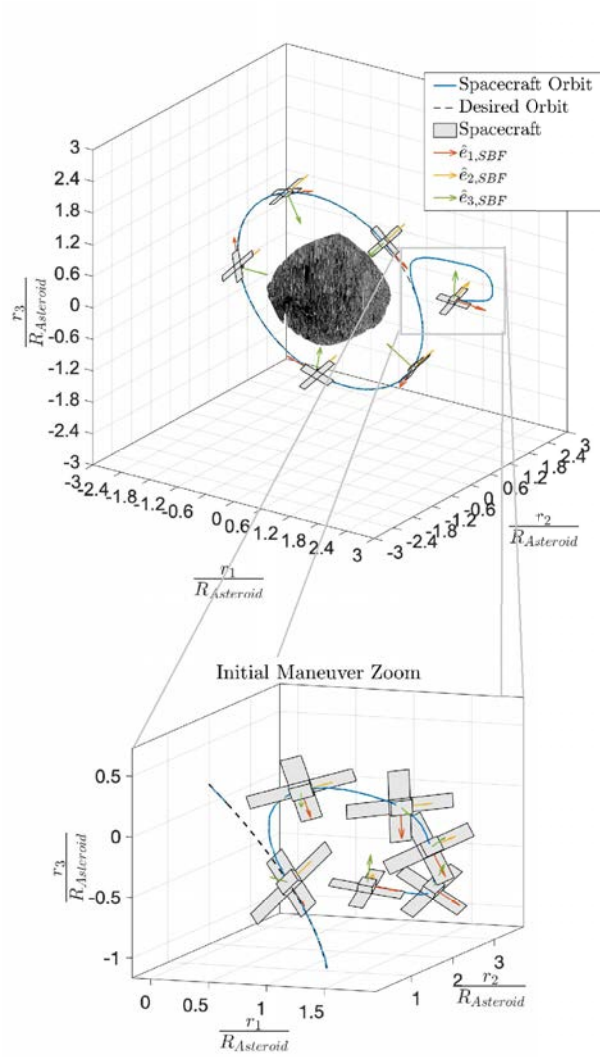 Spacecraft Orbit
Desired Orbit
Spacecraft
ê1,SBF
ê2,SBF
ê3,SBF
3
2.4
1.8
1.2
0.6
0
-0.6
-1.2
-1.8
-2.4
-3
r3
RAsteroid
-3 -2.4 -1.8 -1.2 -0.6 0 0.6 1.2 1.8 2.4 3
r1
RAsteroid
-3 -2.4 -1.8 -1.2 -0.6 0 0.6 1.2 1.8 2.4 3
r2
RAsteroid
Initial Maneuver Zoom
0.5
0
-0.5
-1
r3
RAsteroid
0 0.5 1 1.5
r1
RAsteroid
1 2 3
r2
RAsteroid